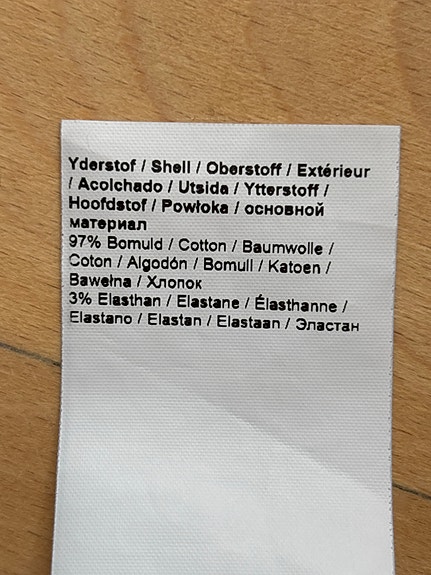 Yderstof / Shell / Oberstoff / Extérieur
/ Acolchado / Utsida / Ytterstoff /
Hoofdstof / Powłoka / основной
материал
97% Bomuld / Cotton / Baumwolle /
Coton / Algodón / Bomull / Katoen /
Bawełna / Хлопок
3% Elasthan / Elastane / Élasthanne /
Elastano / Elastan / Elastaan / Эластан